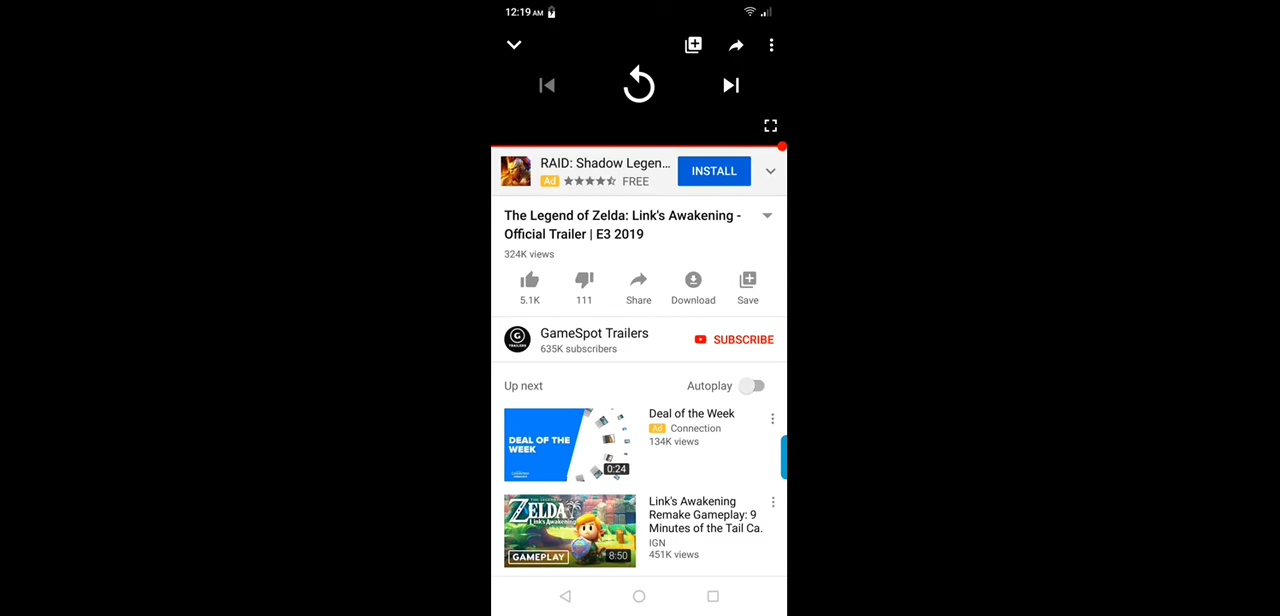 12:19 AM
RAID: Shadow Legen...
INSTALL
Ad
FREE
The Legend of Zelda: Link's Awakening -
Official Trailer | E3 2019
324K views
5.1K
111
Share
Download
Save
GameSpot Trailers
635K subscribers
SUBSCRIBE
Up next
Autoplay
DEAL OF THE
WEEK
0:24
Deal of the Week
Ad Connection
134K views
ZELDA
Link's Awakening
GAMEPLAY
8:50
Link's Awakening
Remake Gameplay: 9
Minutes of the Tail Ca.
IGN
451K views